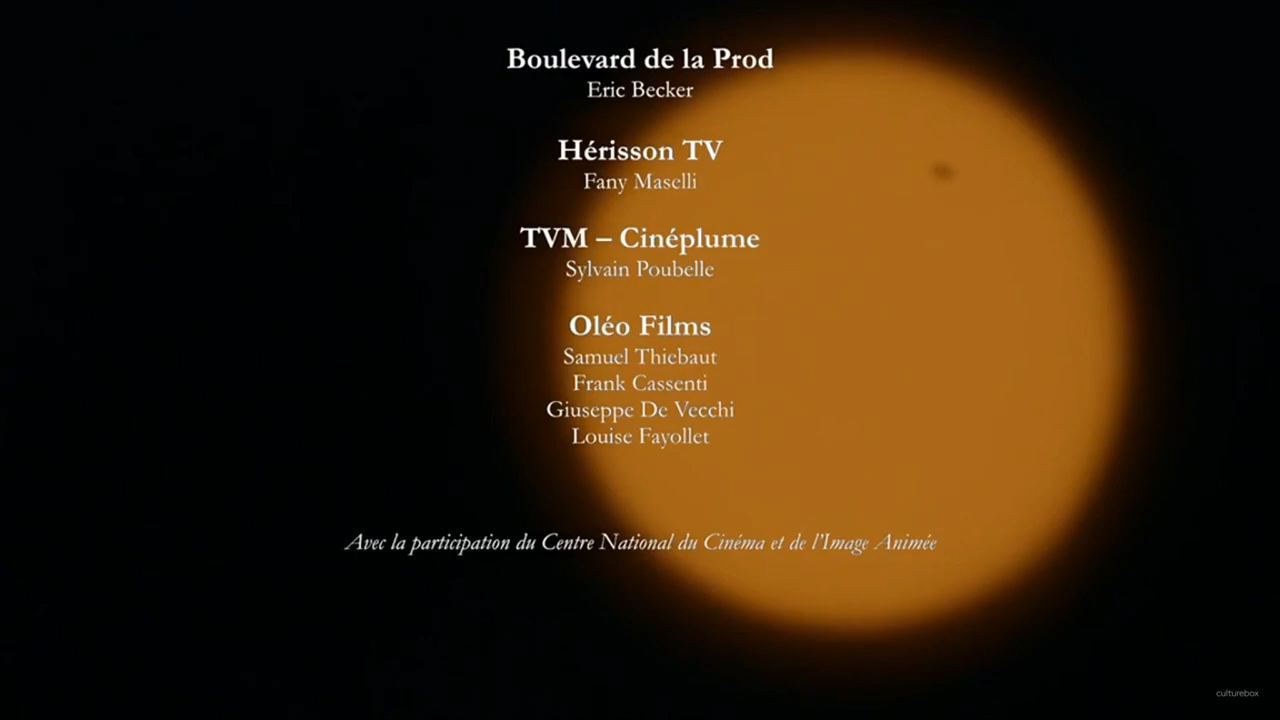 Boulevard de la Prod
Eric Becker
Hérisson TV
Fany Maselli
TVM – Cinéplume
Sylvain Poubelle
Oléo Films
Samuel Thiebaut
Frank Cassenti
Giuseppe De Vecchi
Louise Fayollet
Avec la participation du Centre National du Cinéma et de l'Image Animée
culturebox